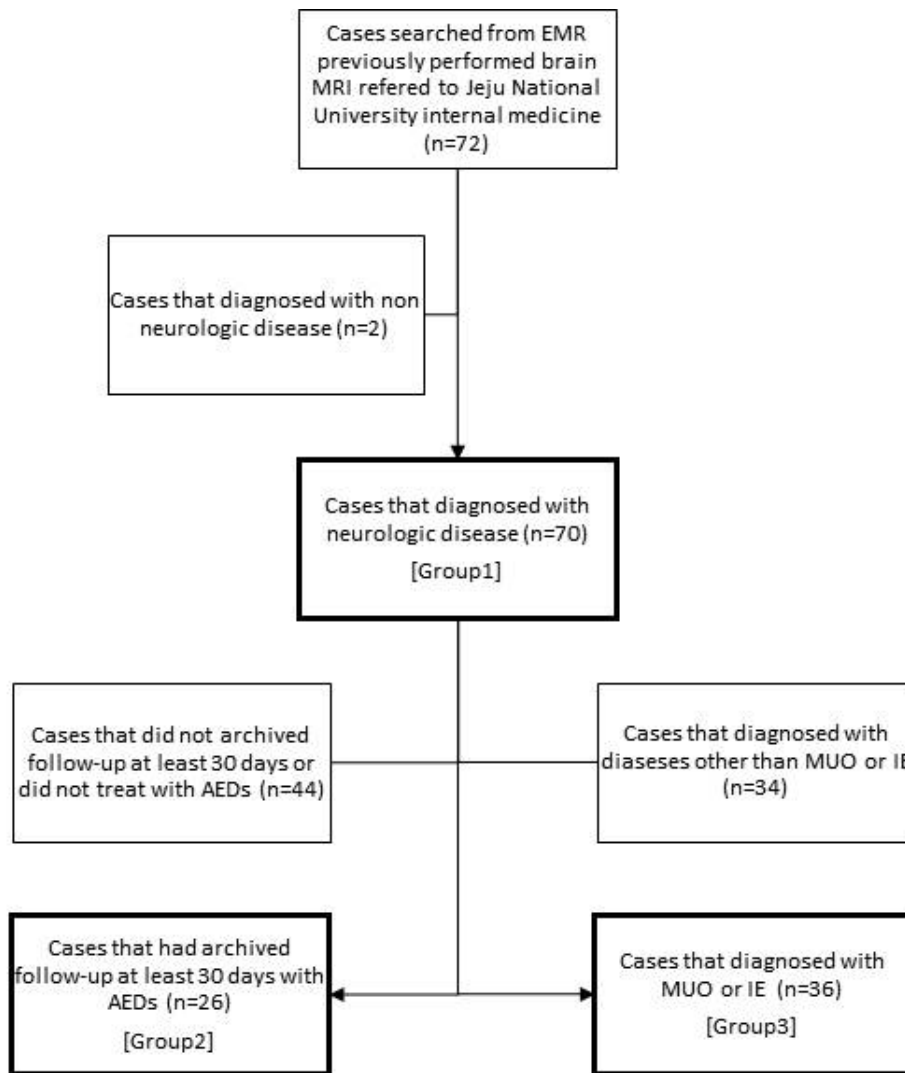 Cases searched from EMR
previously performed brain
MRI refered to Jeju National
University internal medicine
(n=72)
Cases that diagnosed with non
neurologic disease (n=2)
Cases that diagnosed with
neurologic disease (n=70)
[Group1]
Cases that did not archived
follow-up at least 30 days or
did not treat with AEDs (n=44)
Cases that diagnosed with
diaseses other than MUO or IE
(n=34)
Cases that had archived
follow-up at least 30 days with
AEDs (n=26)
[Group2]
Cases that diagnosed with
MUO or IE (n=36)
[Group3]